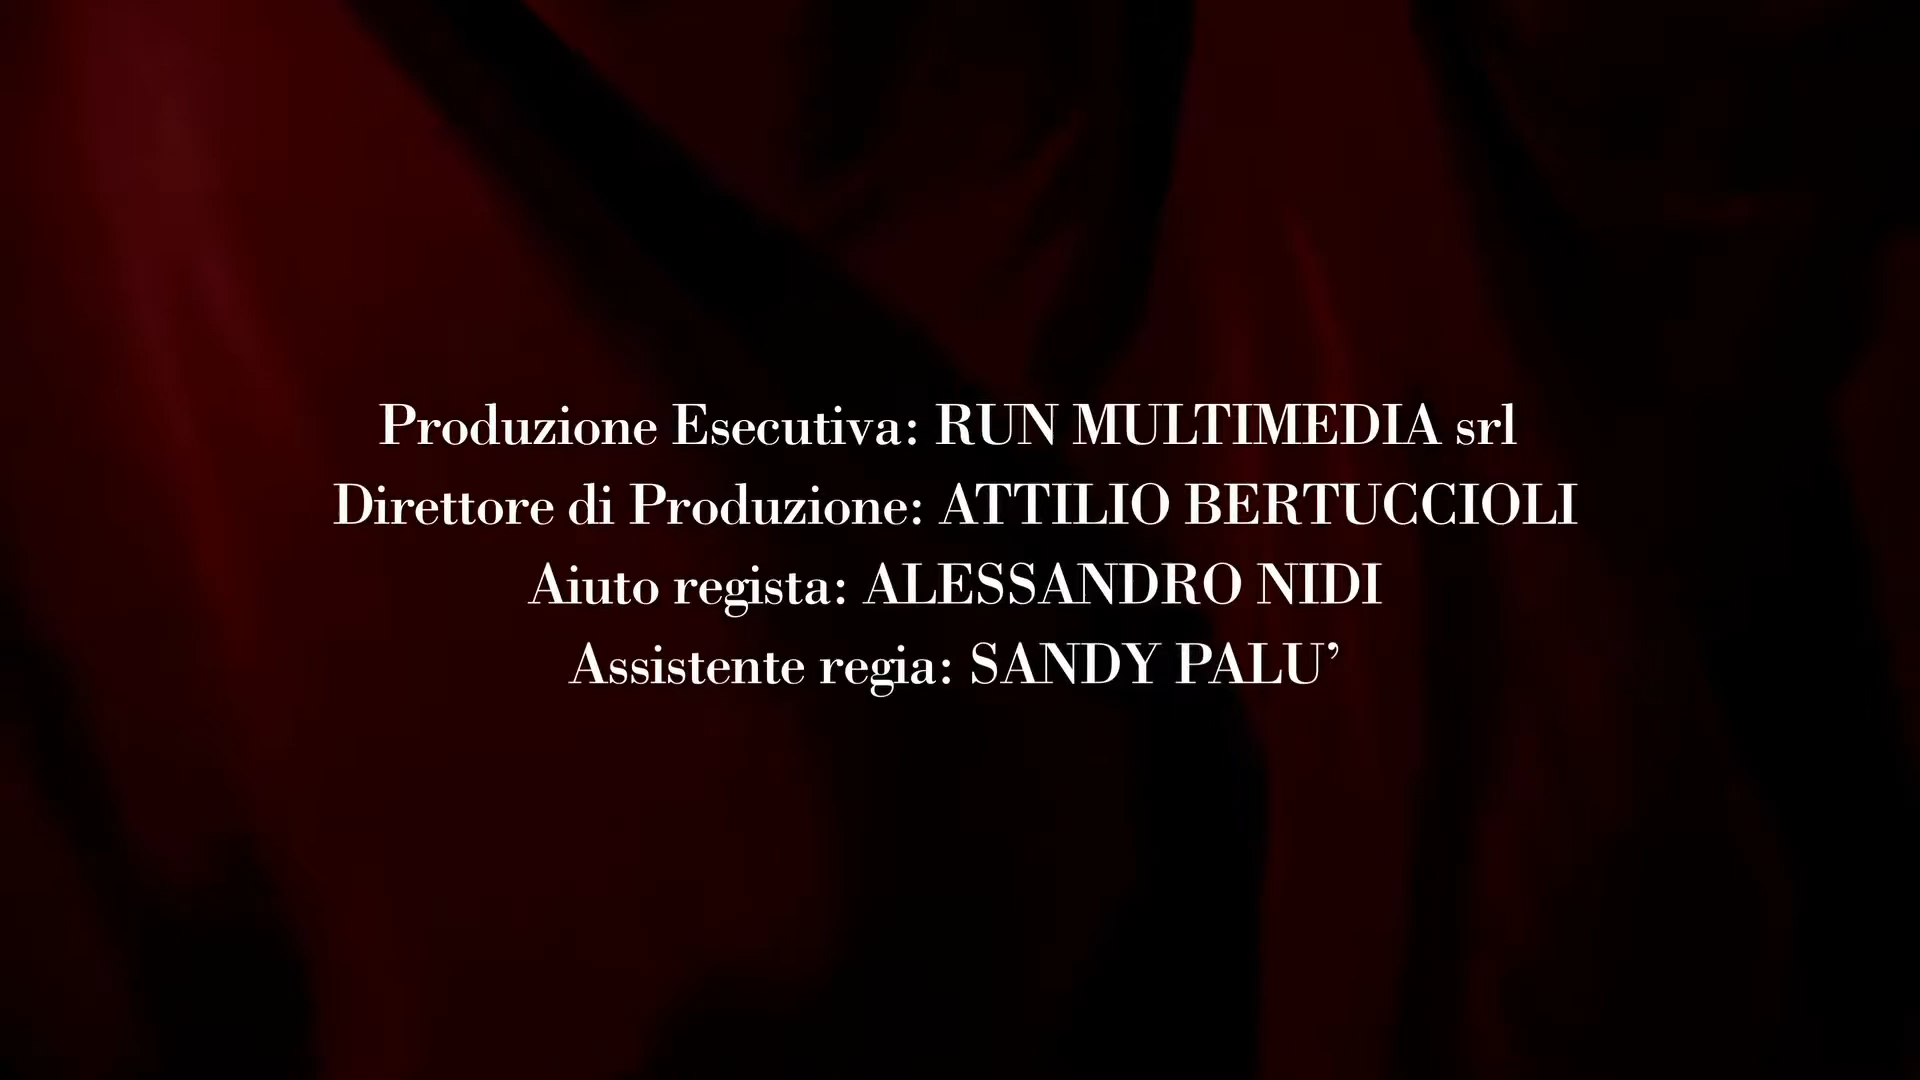 Produzione Esecutiva: RUN MULTIMEDIA srl
Direttore di Produzione: ATTILIO BERTUCCIOLI
Aiuto regista: ALESSANDRO NIDI
Assistente regia: SANDY PALU’